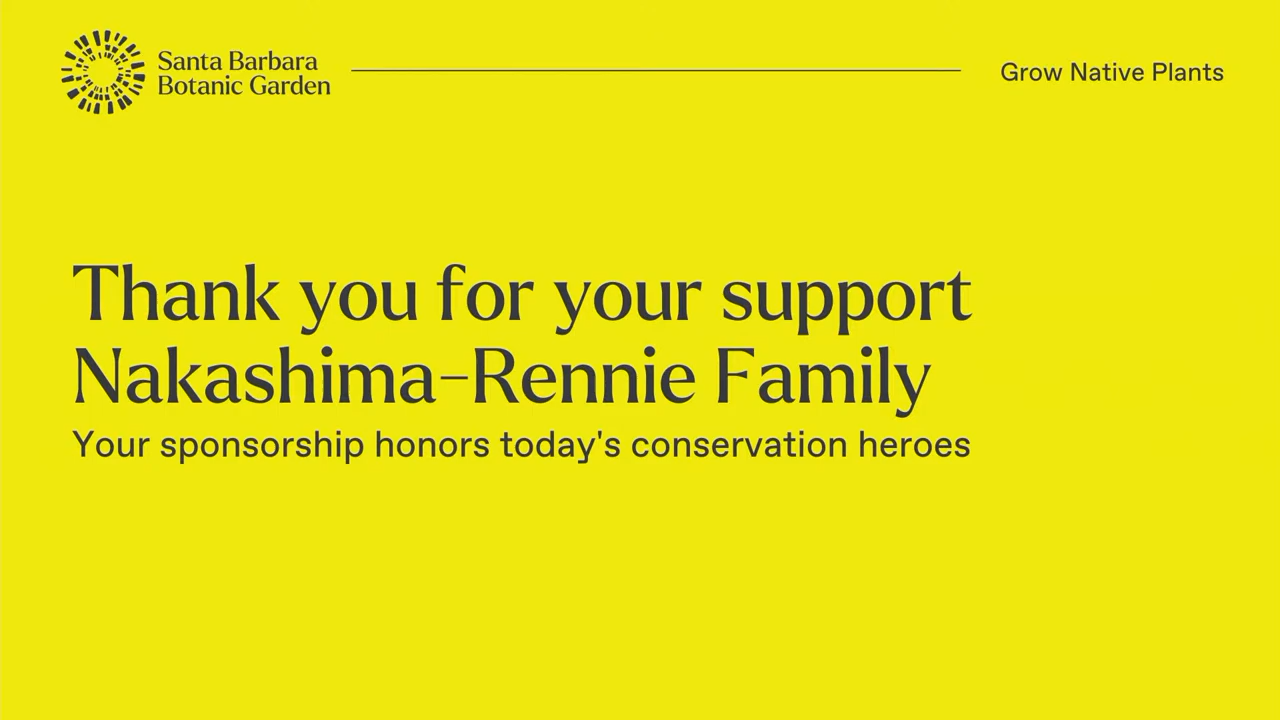 Santa Barbara
Botanic Garden
Grow Native Plants
Thank you for your support
Nakashima-Rennie Family
Your sponsorship honors today's conservation heroes